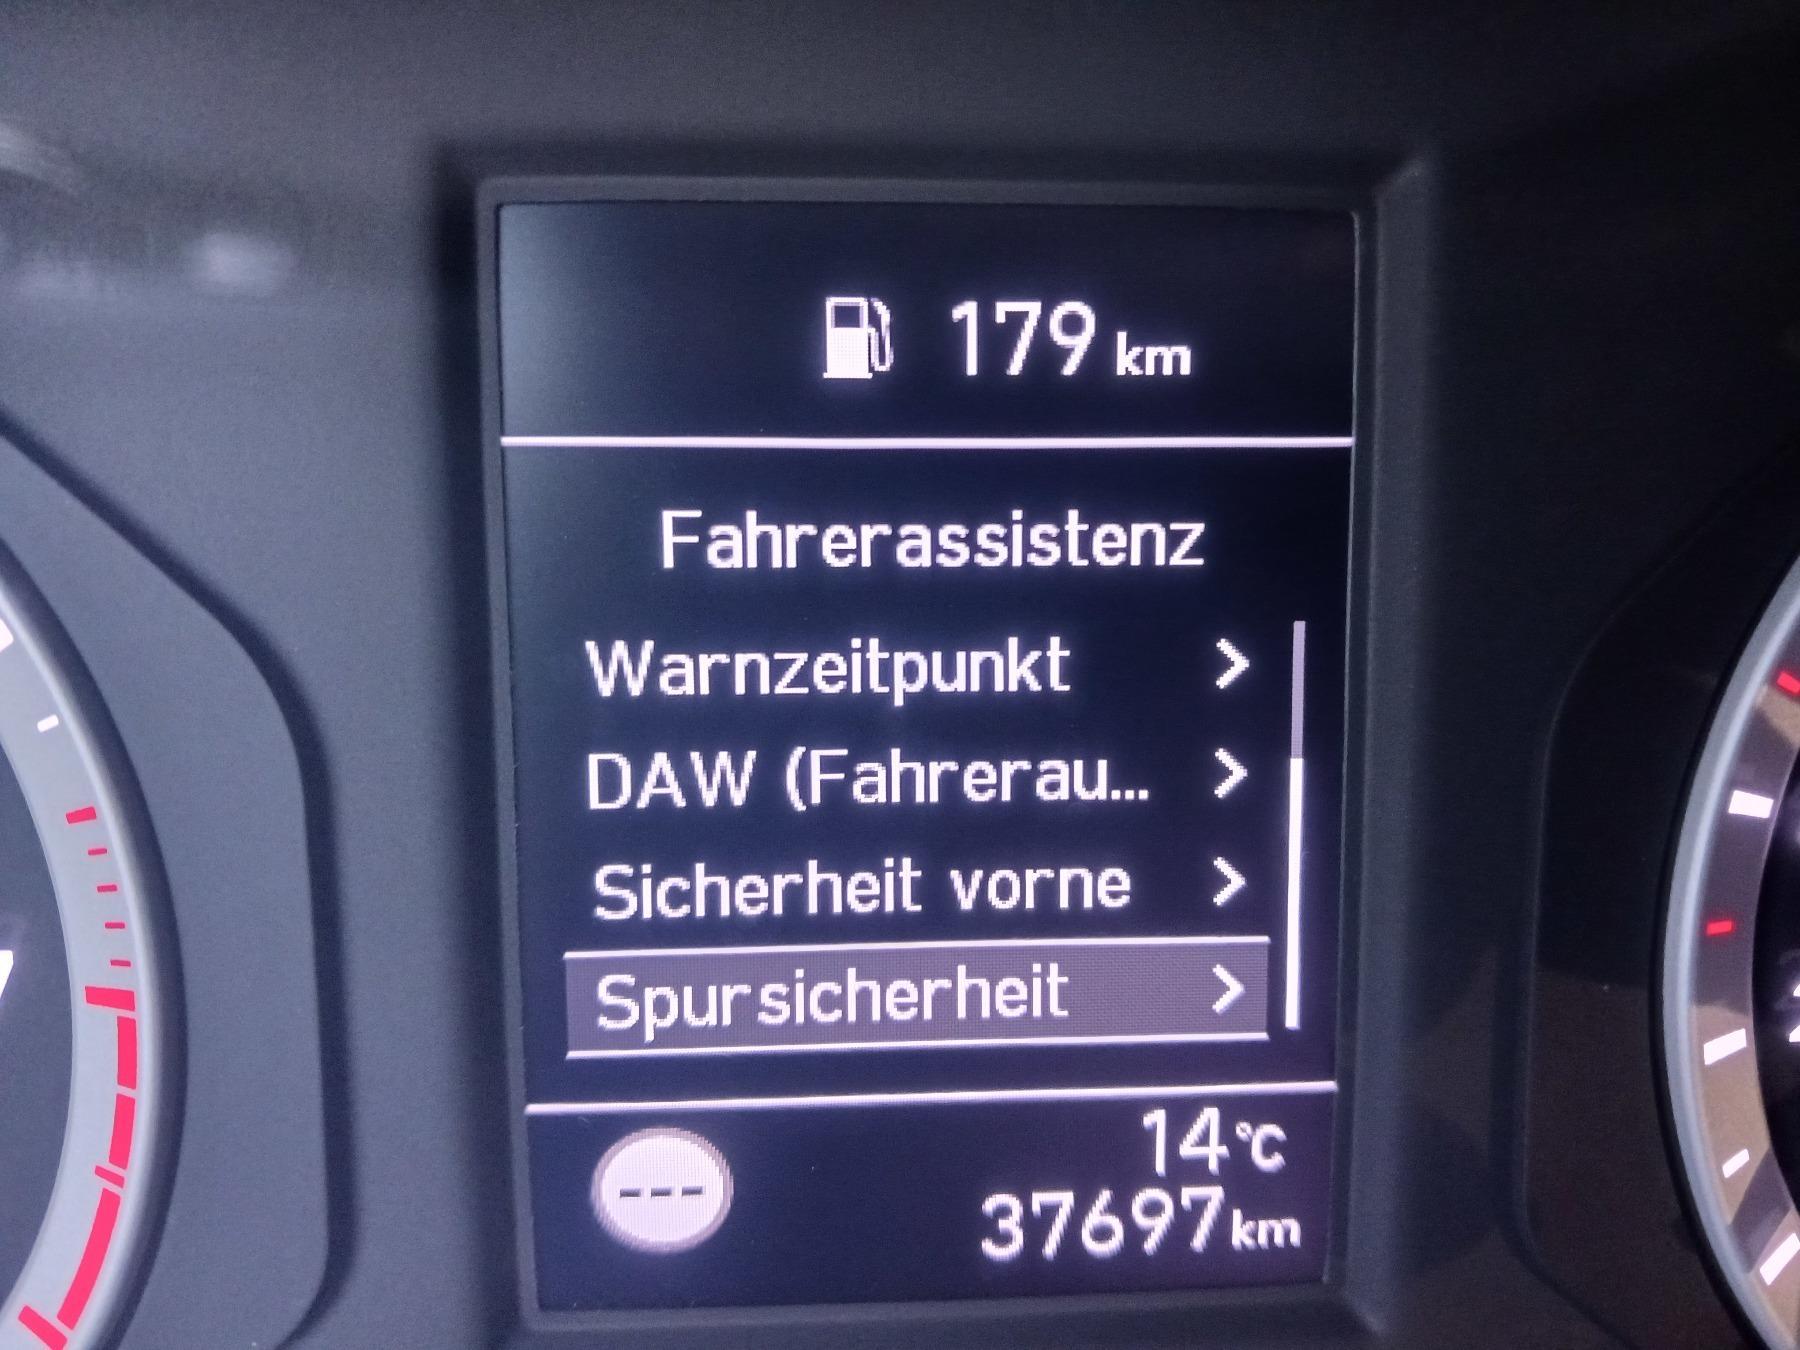 179 km
Fahrerassistenz
Warnzeitpunkt >
DAW (Fahrerau... >
Sicherheit vorne >
Spursicherheit >
14 °C
--- 37697 km